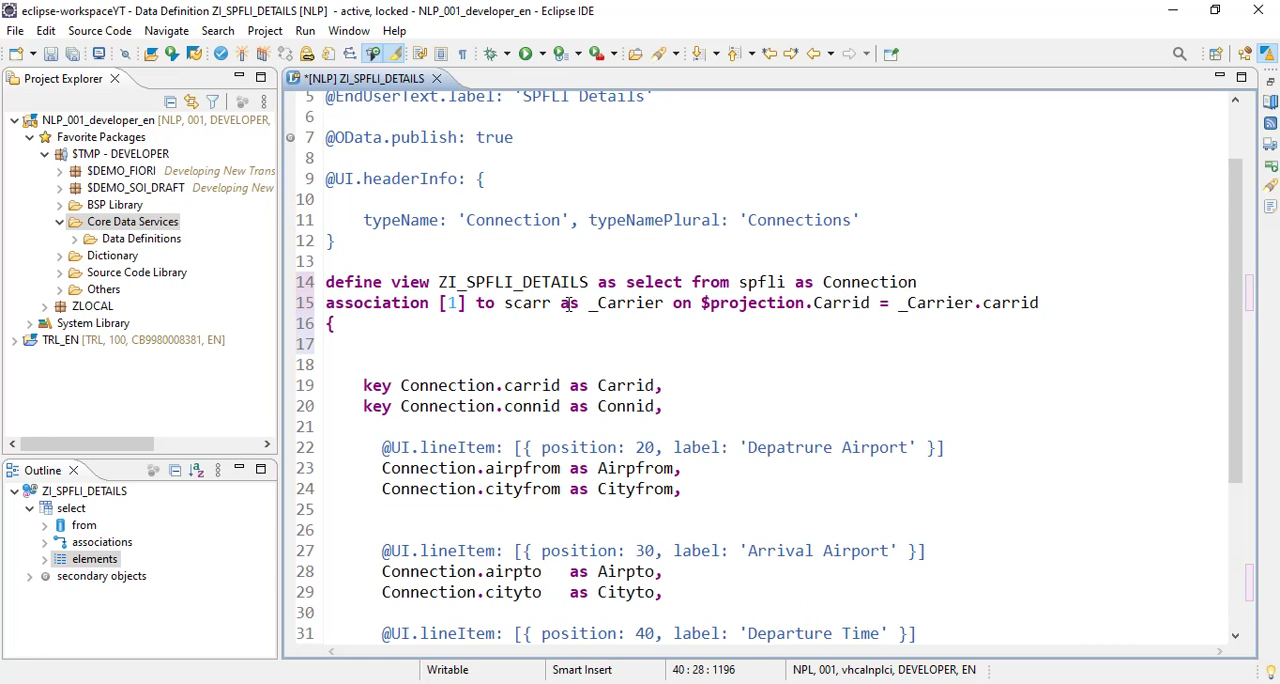 eclipse-workspaceYT - Data Definition ZI_SPFLI_DETAILS [NLP] - active, locked - NLP_001_developer_en - Eclipse IDE
File Edit Source Code Navigate Search Project Run Window Help
Project Explorer
NLP_001_developer_en [NLP, 001, DEVELOPER,
Favorite Packages
$TMP - DEVELOPER
$DEMO_FIORI Developing New Trans
$DEMO_SOI_DRAFT Developing New
BSP Library
Core Data Services
Data Definitions
Dictionary
Source Code Library
Others
ZLOCAL
System Library
TRL_EN [TRL, 100, CB9980008381, EN]
Outline
ZI_SPFLI_DETAILS
select
from
associations
elements
secondary objects
*[NLP] ZI_SPFLI_DETAILS
5 @EndUserText.label: 'SPFLI Details'
6
7 @OData.publish: true
8
9 @UI.headerInfo: {
10
11 typeName: 'Connection', typeNamePlural: 'Connections'
12 }
13
14 define view ZI_SPFLI_DETAILS as select from spfli as Connection
15 association [1] to scarr as _Carrier on $projection.Carrid = _Carrier.carrid
16 {
17
18
19 key Connection.carrid as Carrid,
20 key Connection.connid as Connid,
21
22 @UI.lineItem: [{ position: 20, label: 'Depatrure Airport' }]
23 Connection.airpfrom as Airpfrom,
24 Connection.cityfrom as Cityfrom,
25
26
27 @UI.lineItem: [{ position: 30, label: 'Arrival Airport' }]
28 Connection.airpto as Airpto,
29 Connection.cityto as Cityto,
30
31 @UI.lineItem: [{ position: 40, label: 'Departure Time' }]
Writable Smart Insert 40 : 28 : 1196 NPL, 001, vhcalnplci, DEVELOPER, EN